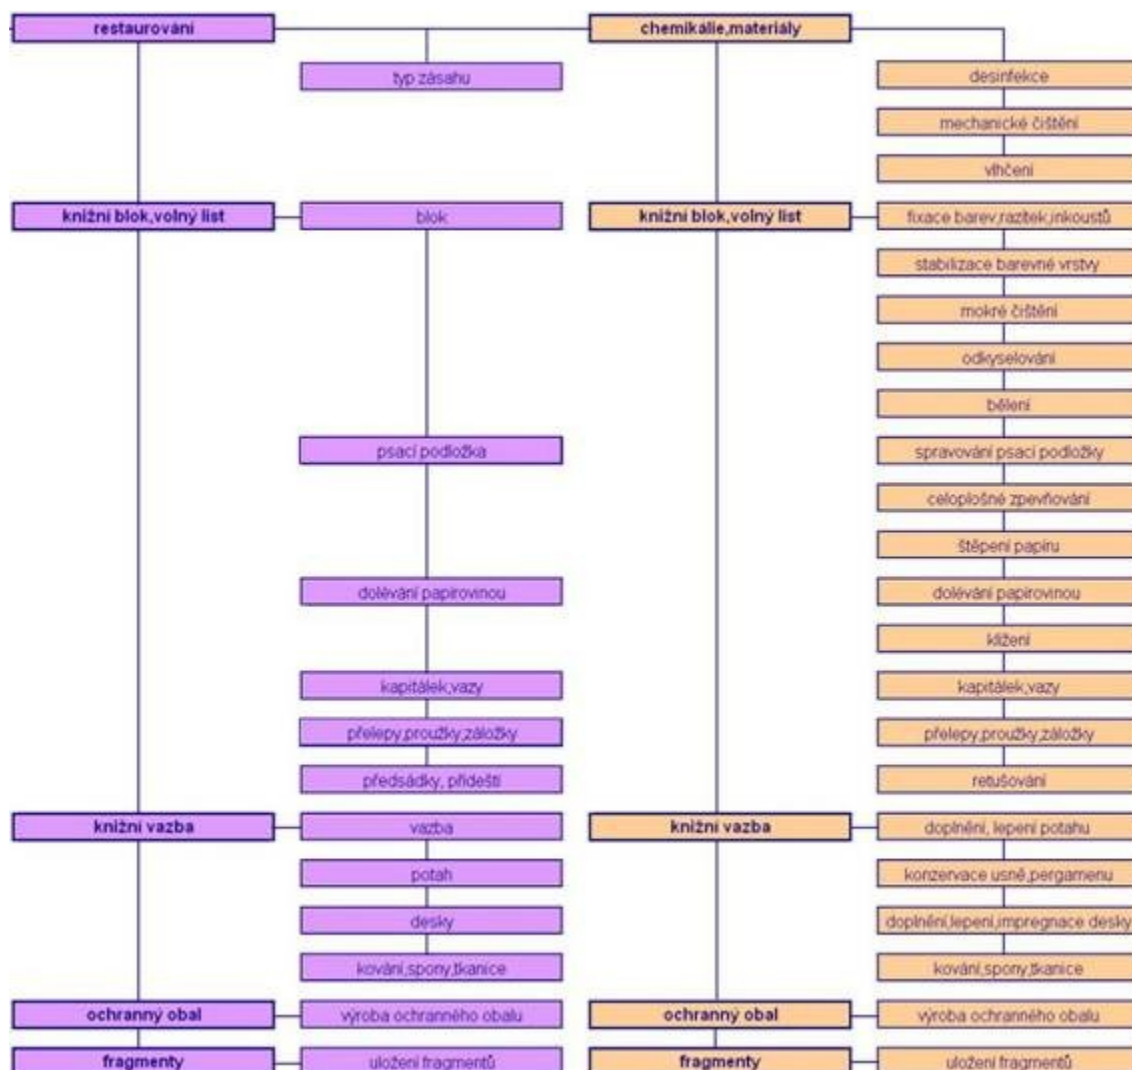 restaurování
chemikálie,materiály
typ zásahu
desinfekce
mechanické čištění
vlhčení
knižní blok,volný list
blok
knižní blok,volný list
fixace barev,razítek,inkoustů
stabilizace barevné vrstvy
mokré čištění
odkyselování
bělení
psací podložka
spravování psací podložky
celoplošné zpevňování
štěpení papíru
dolévání papírovinou
dolévání papírovinou
klížení
kapitálek,vazy
kapitálek,vazy
přelepy,proužky,záložky
přelepy,proužky,záložky
předsádky, přídeští
retušování
knižní vazba
vazba
knižní vazba
doplnění, lepení potahu
potah
konzervace usně,pergamenu
desky
doplnění,lepení,impregnace desky
kování,spony,tkanice
kování,spony,tkanice
ochranný obal
výroba ochranného obalu
ochranný obal
výroba ochranného obalu
fragmenty
uložení fragmentů
fragmenty
uložení fragmentů